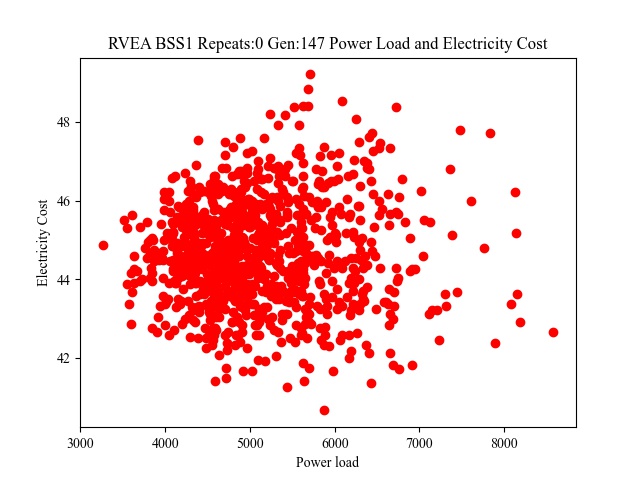 RVEA BSS1 Repeats:0 Gen:147 Power Load and Electricity Cost
48
46
44
42
Electricity Cost
3000 4000 5000 6000 7000 8000
Power load